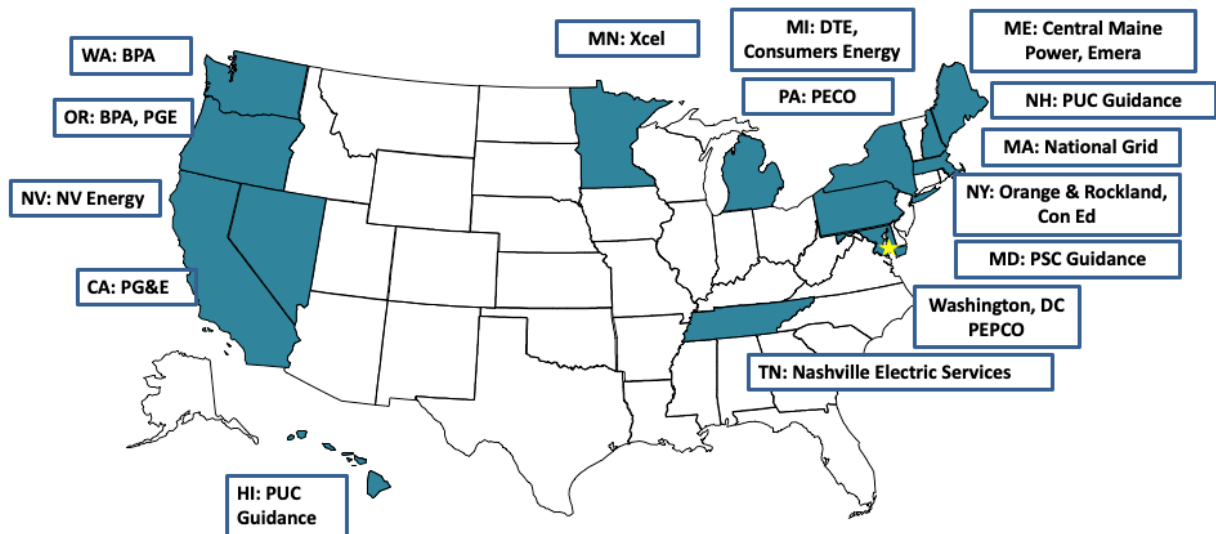 WA: BPA
OR: BPA, PGE
NV: NV Energy
CA: PG&E
HI: PUC
Guidance
MN: Xcel
MI: DTE,
Consumers Energy
PA: PECO
ME: Central Maine
Power, Emera
NH: PUC Guidance
MA: National Grid
NY: Orange & Rockland,
Con Ed
MD: PSC Guidance
Washington, DC
PEPCO
TN: Nashville Electric Services